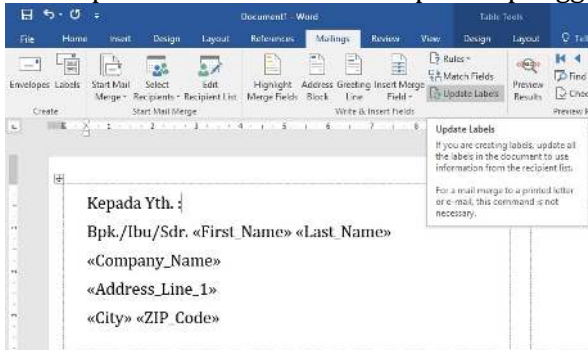 Document1 - Word
Table Tools
File Home Insert Design Layout References Mailings Review View Design Layout
Envelopes Labels
Start Mail Merge
Select Recipients
Edit Recipient List
Highlight Merge Fields
Address Block
Greeting Line
Insert Merge Field
Rules
Match Fields
Update Labels
Preview Results
Find
Create
Start Mail Merge
Write & Insert Fields
Update Labels
If you are creating labels, update all
the labels in the document to use
information from the recipient list.
For a mail merge to a printed letter
or e-mail, this command is not
necessary.
Kepada Yth. :
Bpk./Ibu/Sdr. «First_Name» «Last_Name»
«Company_Name»
«Address_Line_1»
«City» «ZIP_Code»